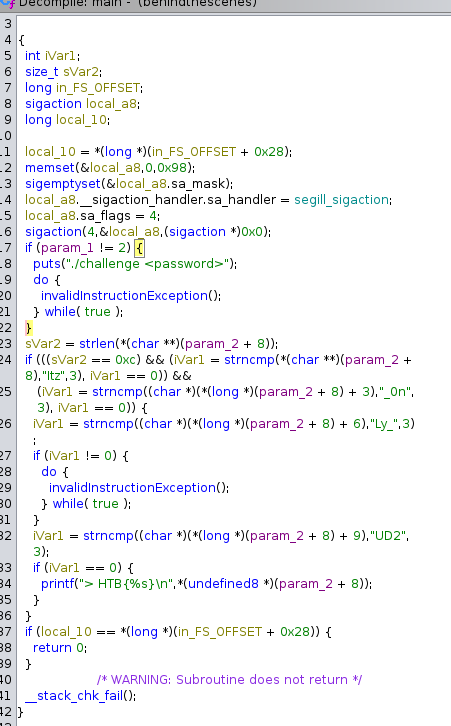 Decompile: main - (behindthescenes)
3
4 {
5 int iVar1;
6 size_t sVar2;
7 long in_FS_OFFSET;
8 sigaction local_a8;
9 long local_10;
10
11 local_10 = *(long *)(in_FS_OFFSET + 0x28);
12 memset(&local_a8,0,0x98);
13 sigemptyset(&local_a8.sa_mask);
14 local_a8.__sigaction_handler.sa_handler = segill_sigaction;
15 local_a8.sa_flags = 4;
16 sigaction(4,&local_a8,(sigaction *)0x0);
17 if (param_1 != 2) {
18 puts("./challenge <password>");
19 do {
20 invalidInstructionException();
21 } while( true );
22 }
23 sVar2 = strlen(*(char **)(param_2 + 8));
24 if (((sVar2 == 0xc) && (iVar1 = strncmp(*(char **)(param_2 +
8),"Itz",3), iVar1 == 0)) &&
25 (iVar1 = strncmp((char *)(*(long *)(param_2 + 8) + 3),"_0n",
3), iVar1 == 0)) {
26 iVar1 = strncmp((char *)(*(long *)(param_2 + 8) + 6),"Ly_",3)
;
27 if (iVar1 != 0) {
28 do {
29 invalidInstructionException();
30 } while( true );
31 }
32 iVar1 = strncmp((char *)(*(long *)(param_2 + 8) + 9),"UD2",
3);
33 if (iVar1 == 0) {
34 printf("> HTB{%s}\n",*(undefined8 *)(param_2 + 8));
35 }
36 }
37 if (local_10 == *(long *)(in_FS_OFFSET + 0x28)) {
38 return 0;
39 }
40 /* WARNING: Subroutine does not return */
41 __stack_chk_fail();
42 }